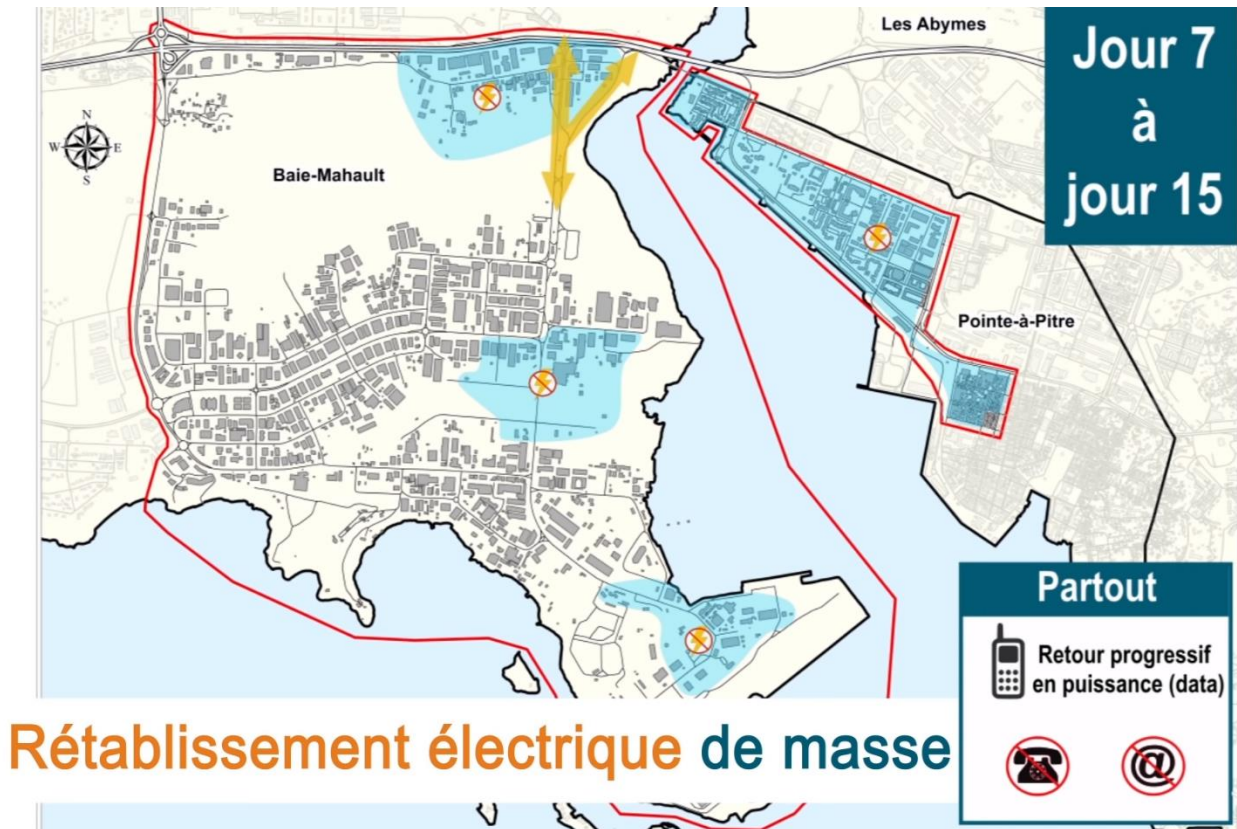 Les Abymes
Jour 7
à
jour 15
N
W
E
S
Baie-Mahault
Pointe-à-Pitre
Partout
Retour progressif
en puissance (data)
@
Rétablissement électrique de masse